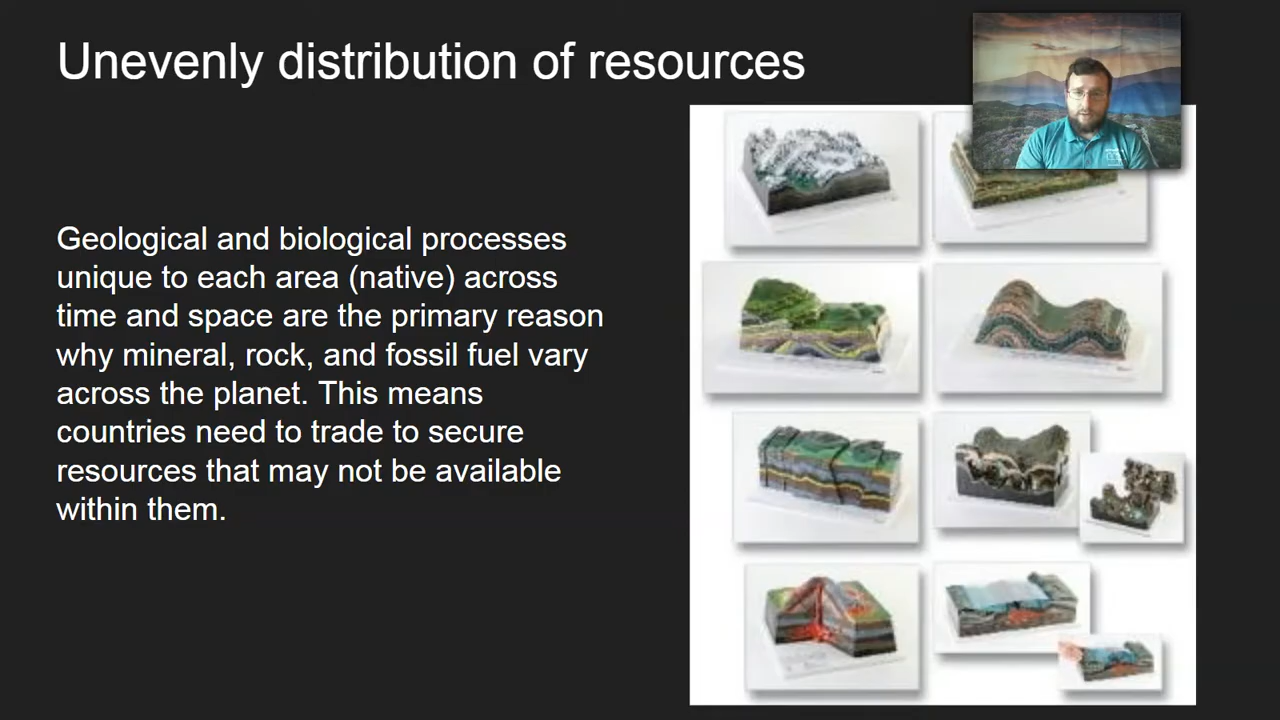 Unevenly distribution of resources
Geological and biological processes
unique to each area (native) across
time and space are the primary reason
why mineral, rock, and fossil fuel vary
across the planet. This means
countries need to trade to secure
resources that may not be available
within them.